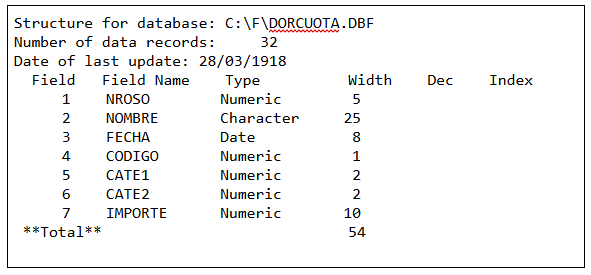 Structure for database: C:\F\DORCUOTA.DBF
Number of data records:     32
Date of last update: 28/03/1918
  Field   Field Name    Type          Width    Dec    Index
      1    NROSO        Numeric        5
      2    NOMBRE       Character     25
      3    FECHA        Date           8
      4    CODIGO       Numeric        1
      5    CATE1        Numeric        2
      6    CATE2        Numeric        2
      7    IMPORTE      Numeric       10
 **Total**                            54